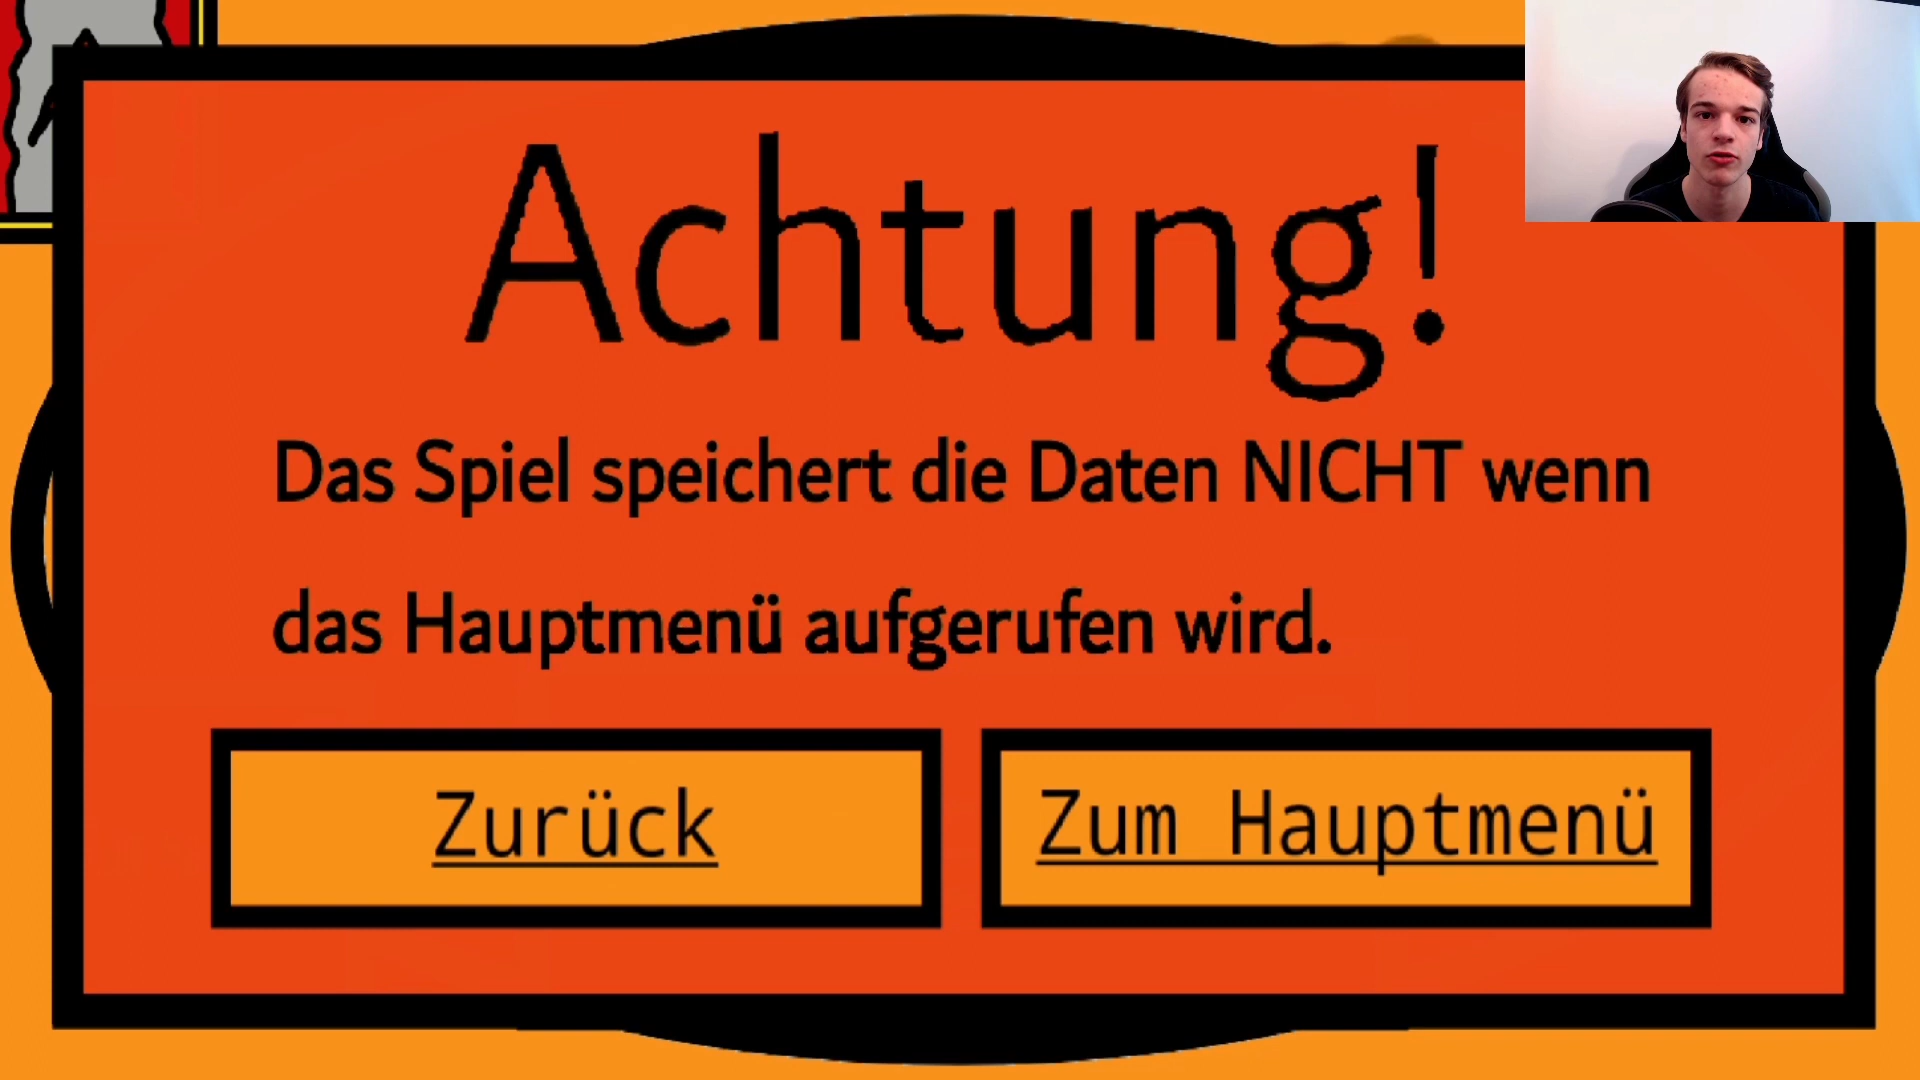 Achtung!
Das Spiel speichert die Daten NICHT wenn
das Hauptmenü aufgerufen wird.
Zurück
Zum Hauptmenü